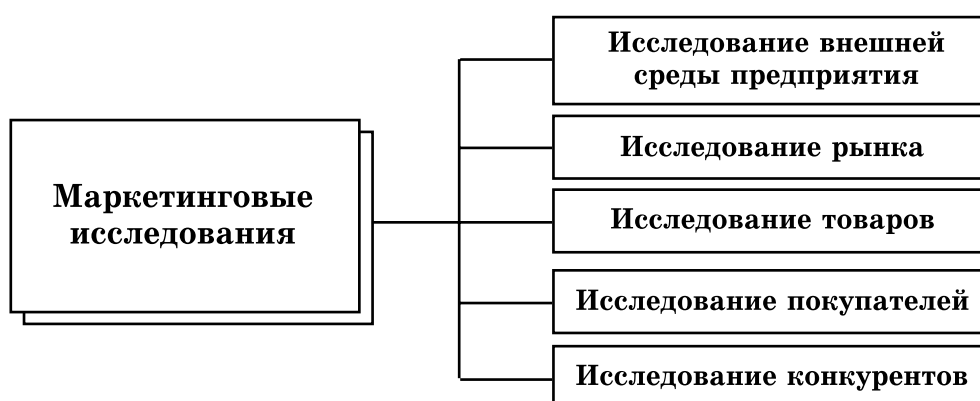 Маркетинговые
исследования
Исследование внешней
среды предприятия
Исследование рынка
Исследование товаров
Исследование покупателей
Исследование конкурентов